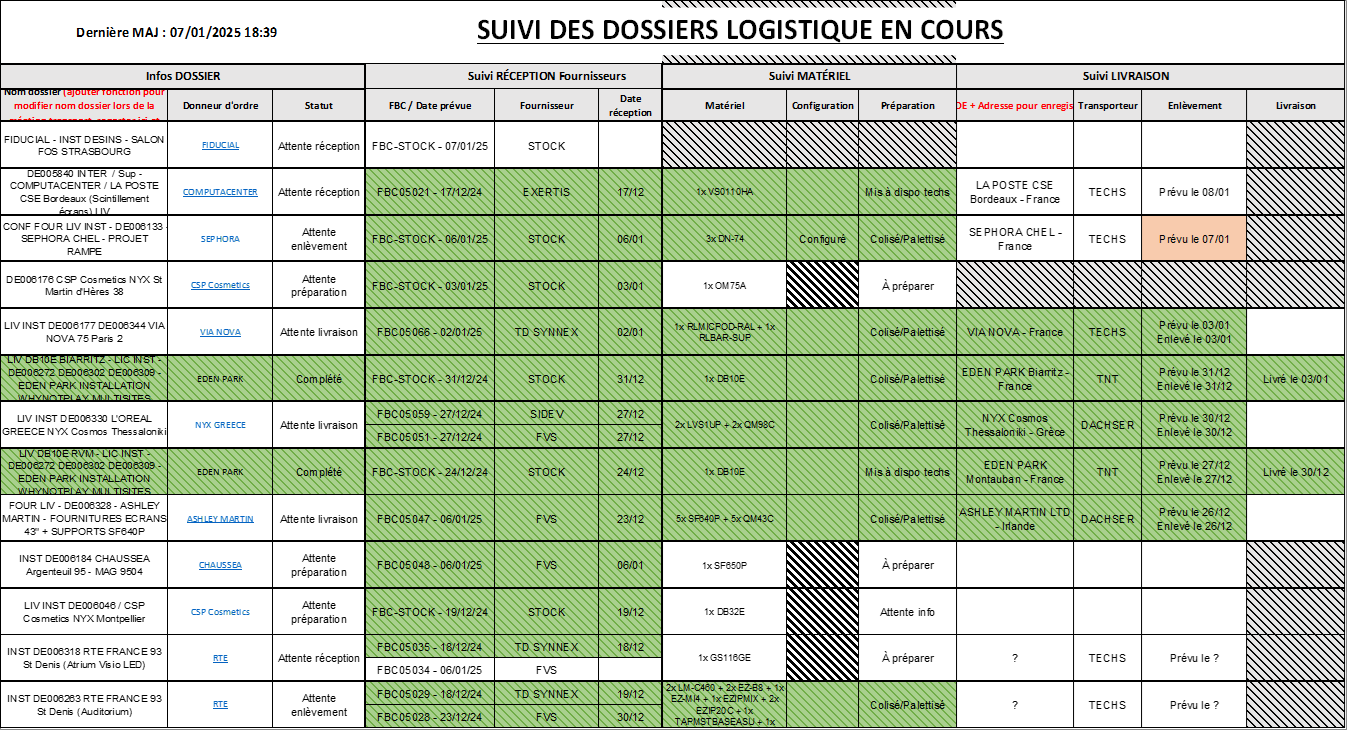 Dernière MAJ : 07/01/2025 18:39
SUIVI DES DOSSIERS LOGISTIQUE EN COURS
Infos DOSSIER
Suivi RÉCEPTION Fournisseurs
Suivi MATÉRIEL
Suivi LIVRAISON
Nom dossier (ajouter fonction pour
modifier nom dossier lors de la
Donneur d'ordre
Statut
FBC / Date prévue
Fournisseur
Date
réception
Matériel
Configuration
Préparation
DE + Adresse pour enregis
Transporteur
Enlèvement
Livraison
FIDUCIAL - INST DESINS - SALON
FOS STRASBOURG
FIDUCIAL
Attente réception
FBC-STOCK - 07/01/25
STOCK
DE005840 INTER / Sup -
COMPUTACENTER / LA POSTE
CSE Bordeaux (Scintillement
écrans) LIV
COMPUTACENTER
Attente réception
FBC05021 - 17/12/24
EXERTIS
17/12
1x VS0110HA
Mis à dispo techs
LA POSTE CSE
Bordeaux - France
TECHS
Prévu le 08/01
CONF FOUR LIV INST - DE006133 -
SEPHORA CHEL - PROJET
RAMPE
SEPHORA
Attente
enlèvement
FBC-STOCK - 06/01/25
STOCK
06/01
3x DN-74
Configuré
Colisé/Palettisé
SEPHORA CHEL -
France
TECHS
Prévu le 07/01
DE006176 CSP Cosmetics NYX St
Martin d'Hères 38
CSP Cosmetics
Attente
préparation
FBC-STOCK - 03/01/25
STOCK
03/01
1x OM75A
À préparer
LIV INST DE006177 DE006344 VIA
NOVA 75 Paris 2
VIA NOVA
Attente livraison
FBC05066 - 02/01/25
TD SYNNEX
02/01
1x RLMICPOD-RAL + 1x
RLBAR-SUP
Colisé/Palettisé
VIA NOVA - France
TECHS
Prévu le 03/01
Enlevé le 03/01
LIV DB10E BIARRITZ - LIC INST -
DE006272 DE006302 DE006309 -
EDEN PARK INSTALLATION
WHYNOTPLAY MULTISITES
EDEN PARK
Complété
FBC-STOCK - 31/12/24
STOCK
31/12
1x DB10E
Colisé/Palettisé
EDEN PARK Biarritz -
France
TNT
Prévu le 31/12
Enlevé le 31/12
Livré le 03/01
LIV INST DE006330 L'OREAL
GREECE NYX Cosmos Thessaloniki
NYX GREECE
Attente livraison
FBC05059 - 27/12/24
SIDEV
27/12
FBC05051 - 27/12/24
FVS
27/12
2x LVS1UP + 2x QM98C
Colisé/Palettisé
NYX Cosmos
Thessaloniki - Grèce
DACHSER
Prévu le 30/12
Enlevé le 30/12
LIV DB10E RVM - LIC INST -
DE006272 DE006302 DE006309 -
EDEN PARK INSTALLATION
WHYNOTPLAY MULTISITES
EDEN PARK
Complété
FBC-STOCK - 24/12/24
STOCK
24/12
1x DB10E
Mis à dispo techs
EDEN PARK
Montauban - France
TNT
Prévu le 27/12
Enlevé le 27/12
Livré le 30/12
FOUR LIV - DE006328 - ASHLEY
MARTIN - FOURNITURES ECRANS
43" + SUPPORTS SF640P
ASHLEY MARTIN
Attente livraison
FBC05047 - 06/01/25
FVS
23/12
5x SF640P + 5x QM43C
Colisé/Palettisé
ASHLEY MARTIN LTD
- Irlande
DACHSER
Prévu le 26/12
Enlevé le 26/12
INST DE006184 CHAUSSEA
Argenteuil 95 - MAG 9504
CHAUSSEA
Attente
préparation
FBC05048 - 06/01/25
FVS
06/01
1x SF650P
À préparer
LIV INST DE006046 / CSP
Cosmetics NYX Montpellier
CSP Cosmetics
Attente
préparation
FBC-STOCK - 19/12/24
STOCK
19/12
1x DB32E
Attente info
INST DE006318 RTE FRANCE 93
St Denis (Atrium Visio LED)
RTE
Attente réception
FBC05035 - 18/12/24
TD SYNNEX
18/12
FBC05034 - 06/01/25
FVS
1x GS116GE
À préparer
?
TECHS
Prévu le ?
INST DE006263 RTE FRANCE 93
St Denis (Auditorium)
RTE
Attente
enlèvement
FBC05029 - 18/12/24
TD SYNNEX
19/12
FBC05028 - 23/12/24
FVS
30/12
2x LM-C460 + 2x EZ-B8 + 1x
EZ-MI4 + 1x EZIPMIX + 2x
EZIP20C + 1x
TAPMSTBASEASU + 1x
Colisé/Palettisé
?
TECHS
Prévu le ?